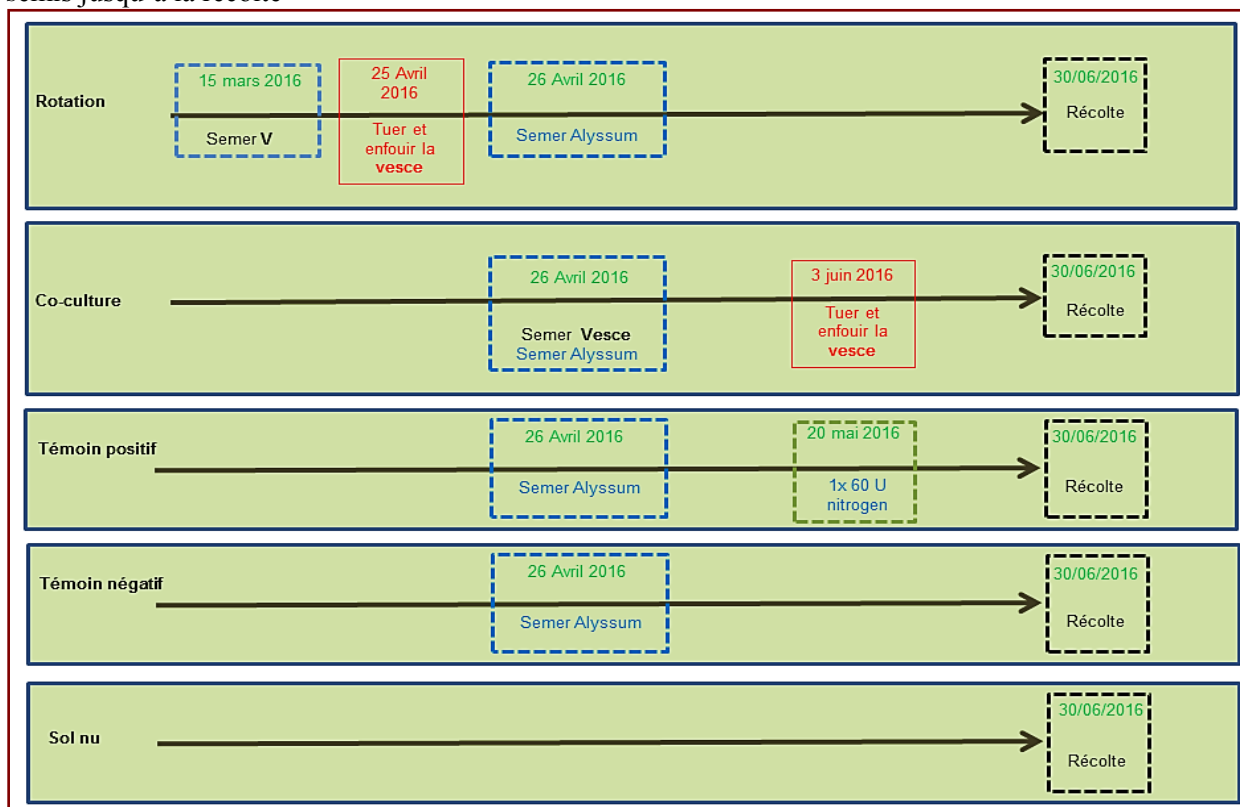 semis jusqu'à la récolte
Rotation
15 mars 2016
Semer V
25 Avril
2016
Tuer et
enfouir la
vesce
26 Avril 2016
Semer Alyssum
30/06/2016
Récolte
Co-culture
26 Avril 2016
Semer Vesce
Semer Alyssum
3 juin 2016
Tuer et
enfouir la
vesce
30/06/2016
Récolte
Témoin positif
26 Avril 2016
Semer Alyssum
20 mai 2016
1x 60 U
nitrogen
30/06/2016
Récolte
Témoin négatif
26 Avril 2016
Semer Alyssum
30/06/2016
Récolte
Sol nu
30/06/2016
Récolte